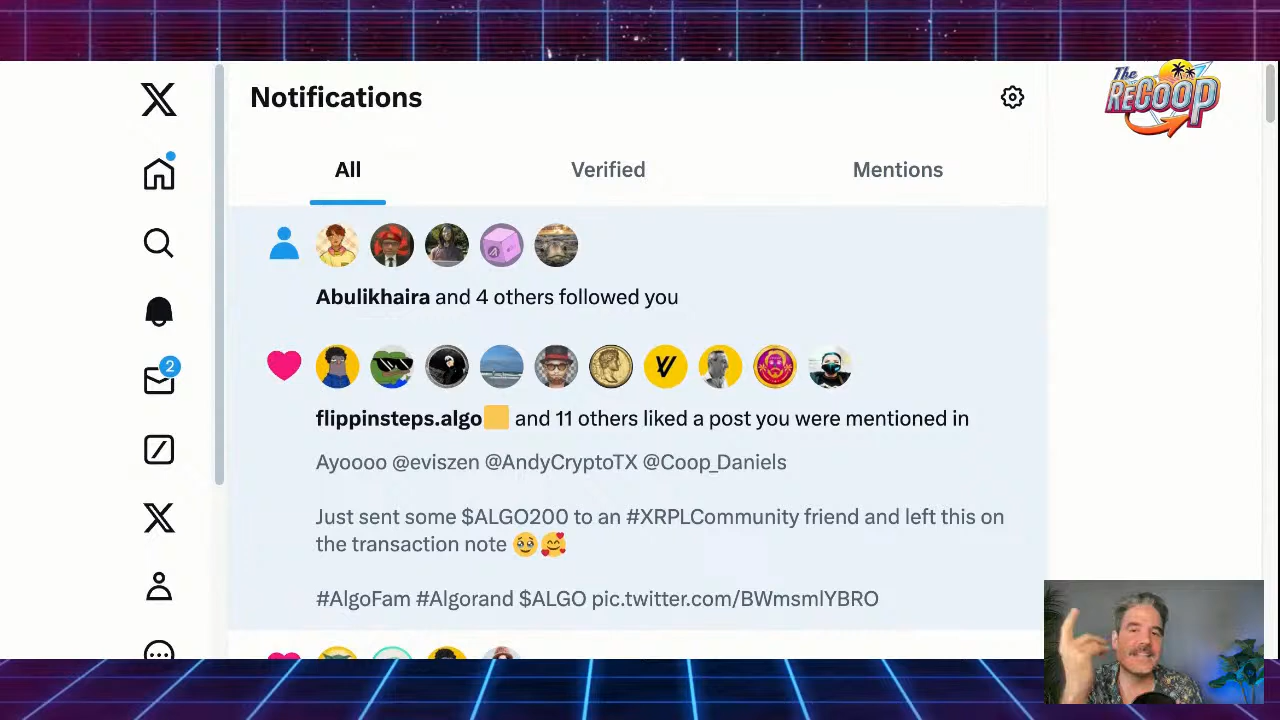 Notifications
The
RECOOP
All
Verified
Mentions
Abulikhaira and 4 others followed you
2
flippinsteps.algo🟨 and 11 others liked a post you were mentioned in
Ayoooo @eviszen @AndyCryptoTX @Coop_Daniels
Just sent some $ALGO200 to an #XRPLCommunity friend and left this on
the transaction note 🥹🥰
#AlgoFam #Algorand $ALGO pic.twitter.com/BWmsmlYBRO